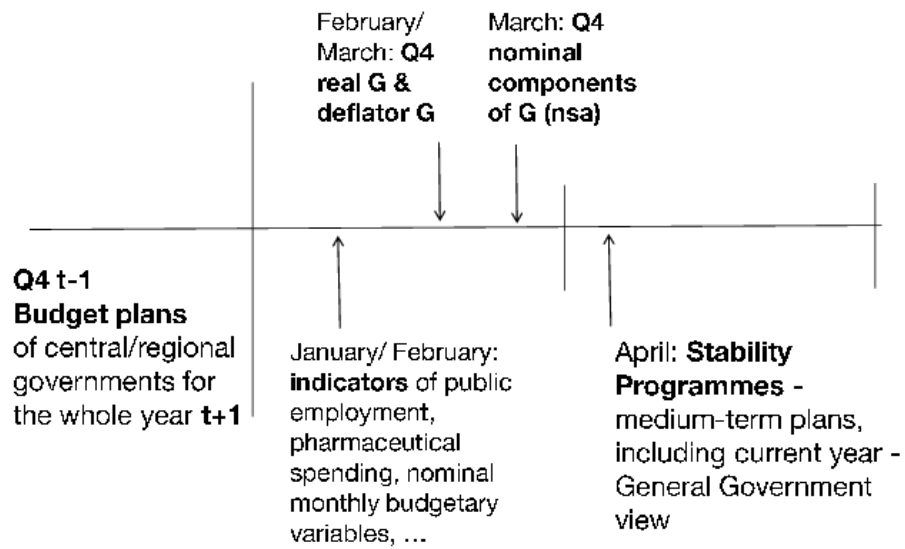 February/
March: Q4
real G &
deflator G
March: Q4
nominal
components
of G (nsa)
Q4 t-1
Budget plans
of central/regional
governments for
the whole year t+1
January/ February:
indicators of public
employment,
pharmaceutical
spending, nominal
monthly budgetary
variables, ...
April: Stability
Programmes -
medium-term plans,
including current year -
General Government
view